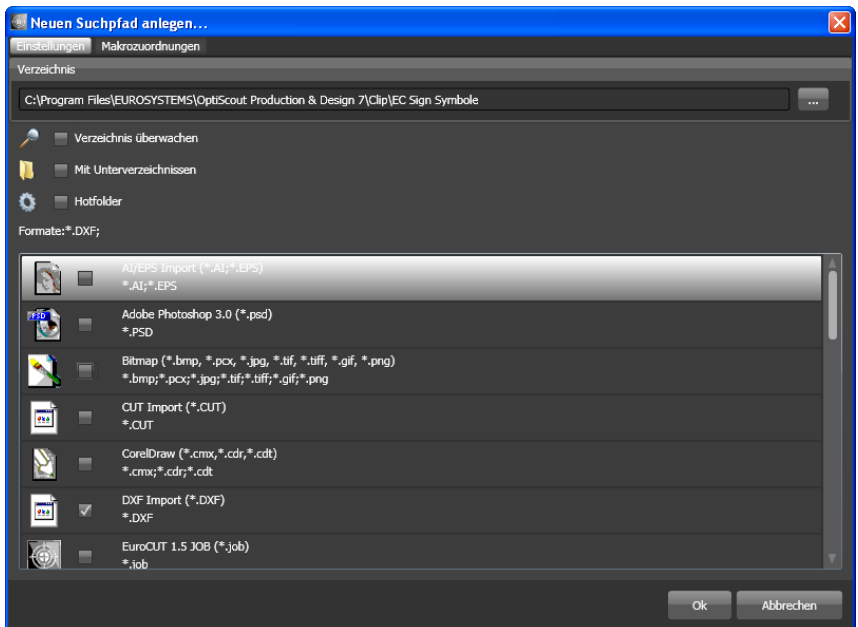 Neuen Suchpfad anlegen...
Einstellungen Makrozuordnungen
Verzeichnis
C:\Program Files\EUROSYSTEMS\OptiScout Production & Design 7\Clip\EC Sign Symbole ...
Verzeichnis überwachen
Mit Unterverzeichnissen
Hotfolder
Formate:*.DXF;
AI/EPS Import (*.AI;*.EPS)
*.AI;*.EPS
PSD
Adobe Photoshop 3.0 (*.psd)
*.PSD
Bitmap (*.bmp, *.pcx, *.jpg, *.tif, *.tiff, *.gif, *.png)
*.bmp;*.pcx;*.jpg;*.tif;*.tiff;*.gif;*.png
CUT Import (*.CUT)
*.CUT
CorelDraw (*.cmx,*.cdr,*.cdt)
*.cmx;*.cdr;*.cdt
DXF Import (*.DXF)
*.DXF
EuroCUT 1.5 JOB (*.job)
*.job
Ok Abbrechen